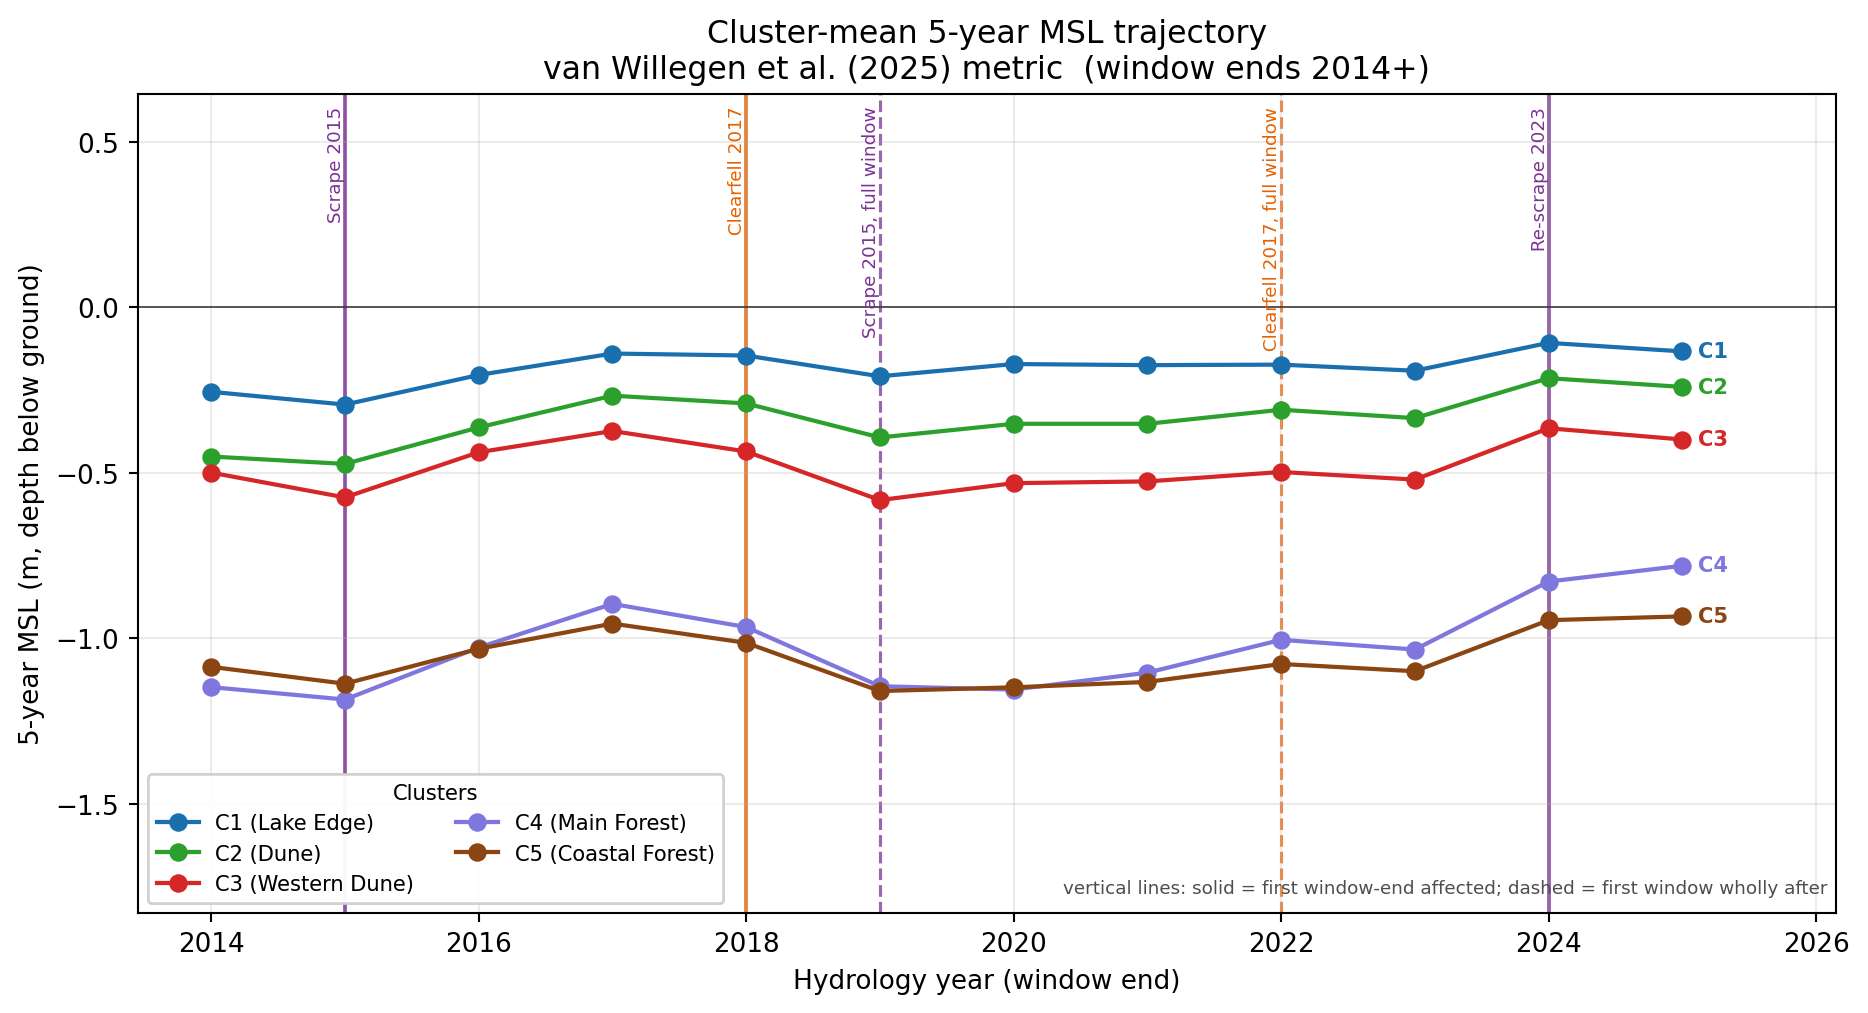 Cluster-mean 5-year MSL trajectory
van Willegen et al. (2025) metric  (window ends 2014+)
5-year MSL (m, depth below ground)
0.5
0.0
−0.5
−1.0
−1.5
Scrape 2015
Clearfell 2017
Scrape 2015, full window
Clearfell 2017, full window
Re-scrape 2023
C1
C2
C3
C4
C5
Clusters
C1 (Lake Edge)
C2 (Dune)
C3 (Western Dune)
C4 (Main Forest)
C5 (Coastal Forest)
vertical lines: solid = first window-end affected; dashed = first window wholly after
2014
2016
2018
2020
2022
2024
2026
Hydrology year (window end)